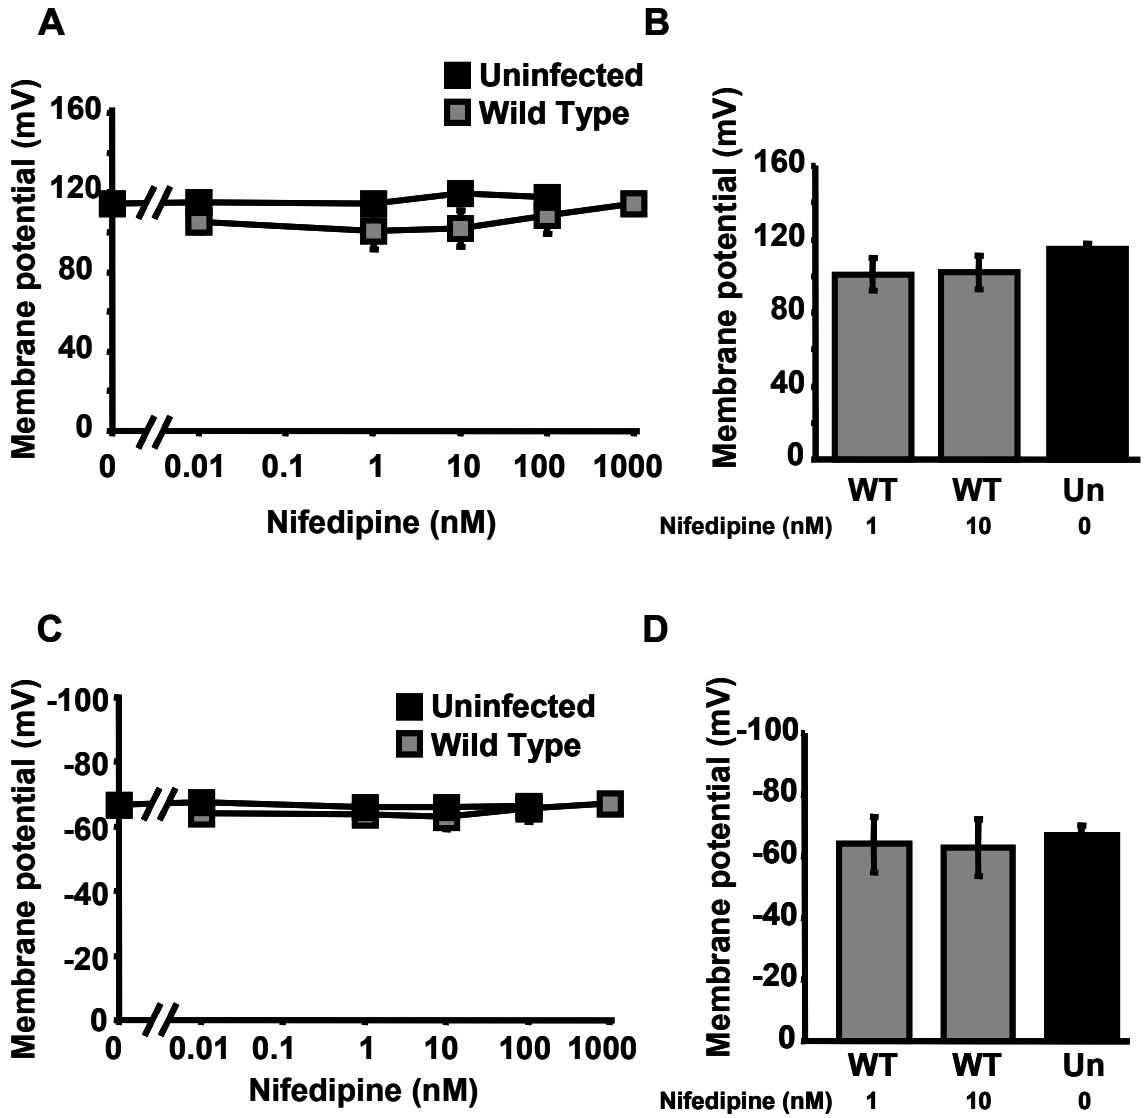 A
Membrane potential (mV)
Uninfected
Wild Type
160
120
80
40
0
0 0.01 0.1 1 10 100 1000
Nifedipine (nM)
B
Membrane potential (mV)
160
120
80
40
0
WT WT Un
Nifedipine (nM) 1 10 0
C
Membrane potential (mV)
Uninfected
Wild Type
-100
-80
-60
-40
-20
0
0 0.01 0.1 1 10 100 1000
Nifedipine (nM)
D
Membrane potential (mV)
-100
-80
-60
-40
-20
0
WT WT Un
Nifedipine (nM) 1 10 0